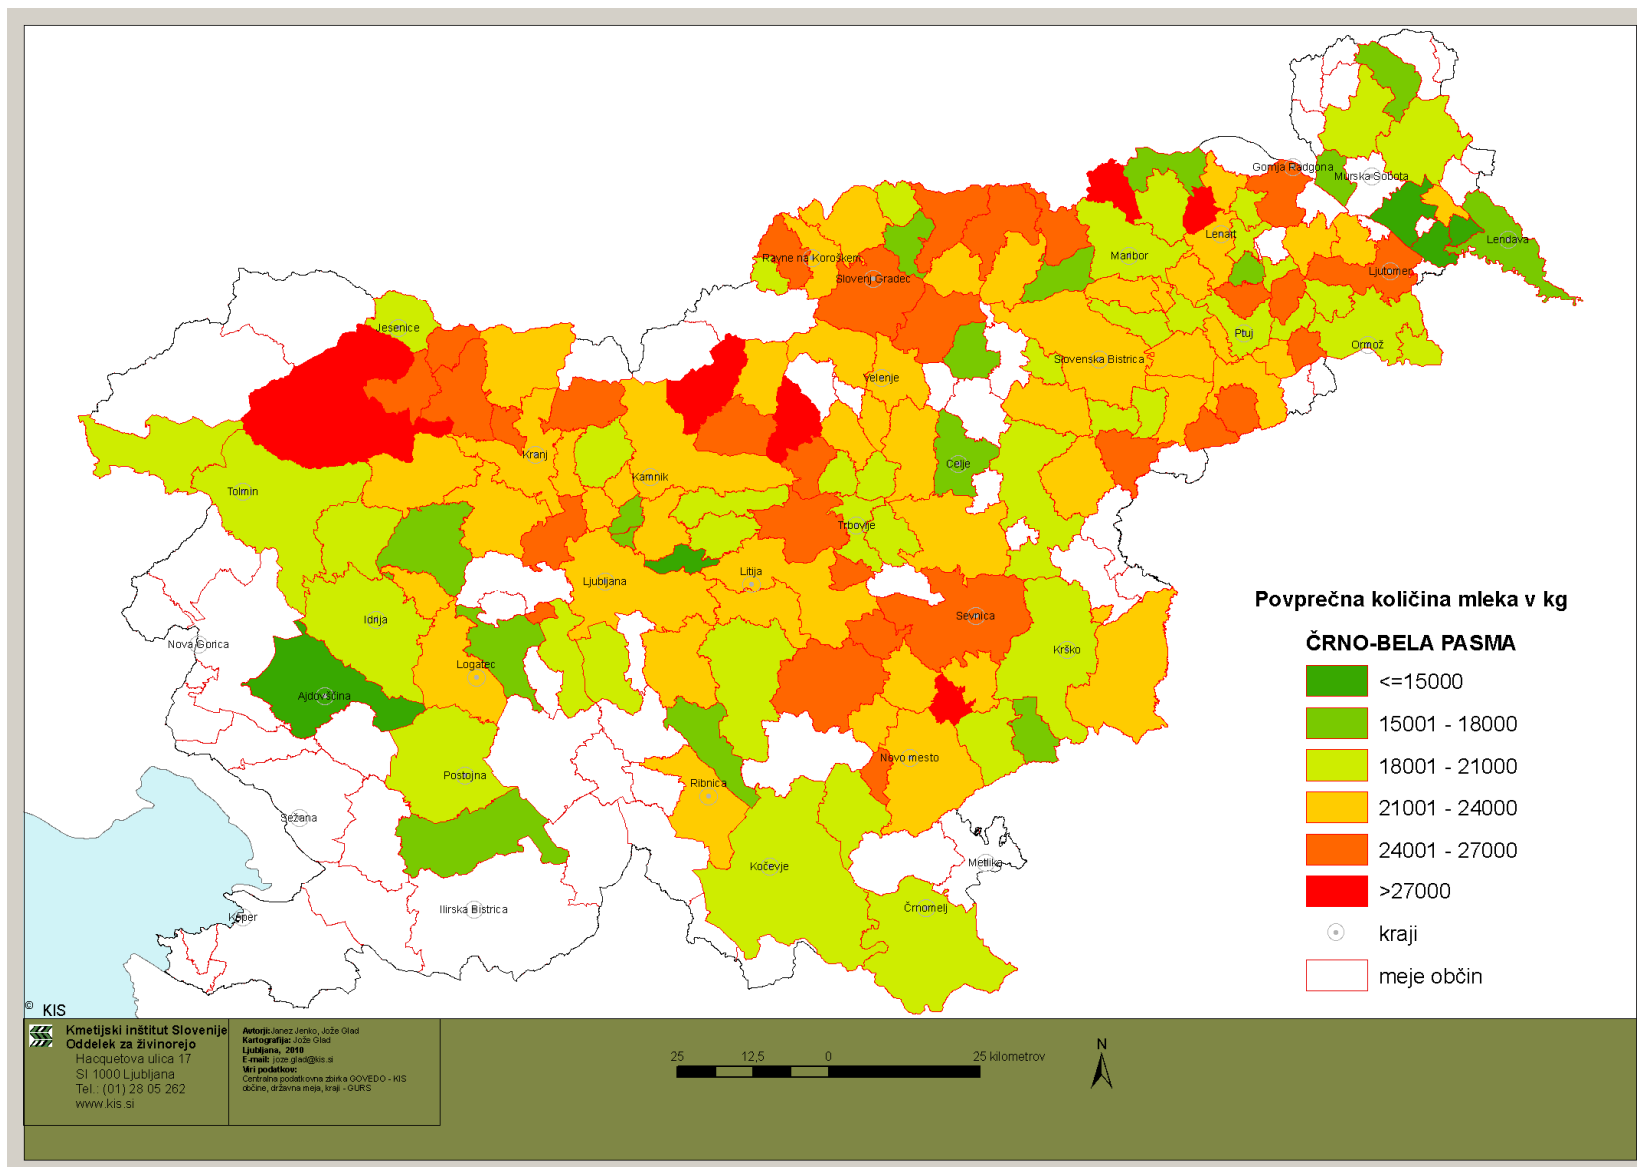 Gornja Radgona
Murska Sobota
Lendava
Lenart
Maribor
Ljutomer
Ravne na Koroškem
Slovenj Gradec
Jesenice
Ptuj
Ormož
Slovenska Bistrica
Velenje
Kranj
Celje
Kamnik
Tolmin
Trbovlje
Litija
Ljubljana
Idrija
Sevnica
Nova Gorica
Krško
Logatec
Ajdovščina
Novo mesto
Postojna
Ribnica
Sežana
Metlika
Kočevje
Črnomelj
Koper
Ilirska Bistrica
Povprečna količina mleka v kg
ČRNO-BELA PASMA
<=15000
15001 - 18000
18001 - 21000
21001 - 24000
24001 - 27000
>27000
kraji
meje občin
© KIS
Kmetijski inštitut Slovenije
Oddelek za živinorejo
Hacquetova ulica 17
SI 1000 Ljubljana
Tel.: (01) 28 05 262
www.kis.si
Avtorji: Janez Jenko, Jože Glad
Kartografija: Jože Glad
Ljubljana, 2010
E-mail: joze.glad@kis.si
Viri podatkov:
Centralna podatkovna zbirka GOVEDO - KIS
občine, državna meja, kraji - GURS
25 12,5 0 25 kilometrov
N